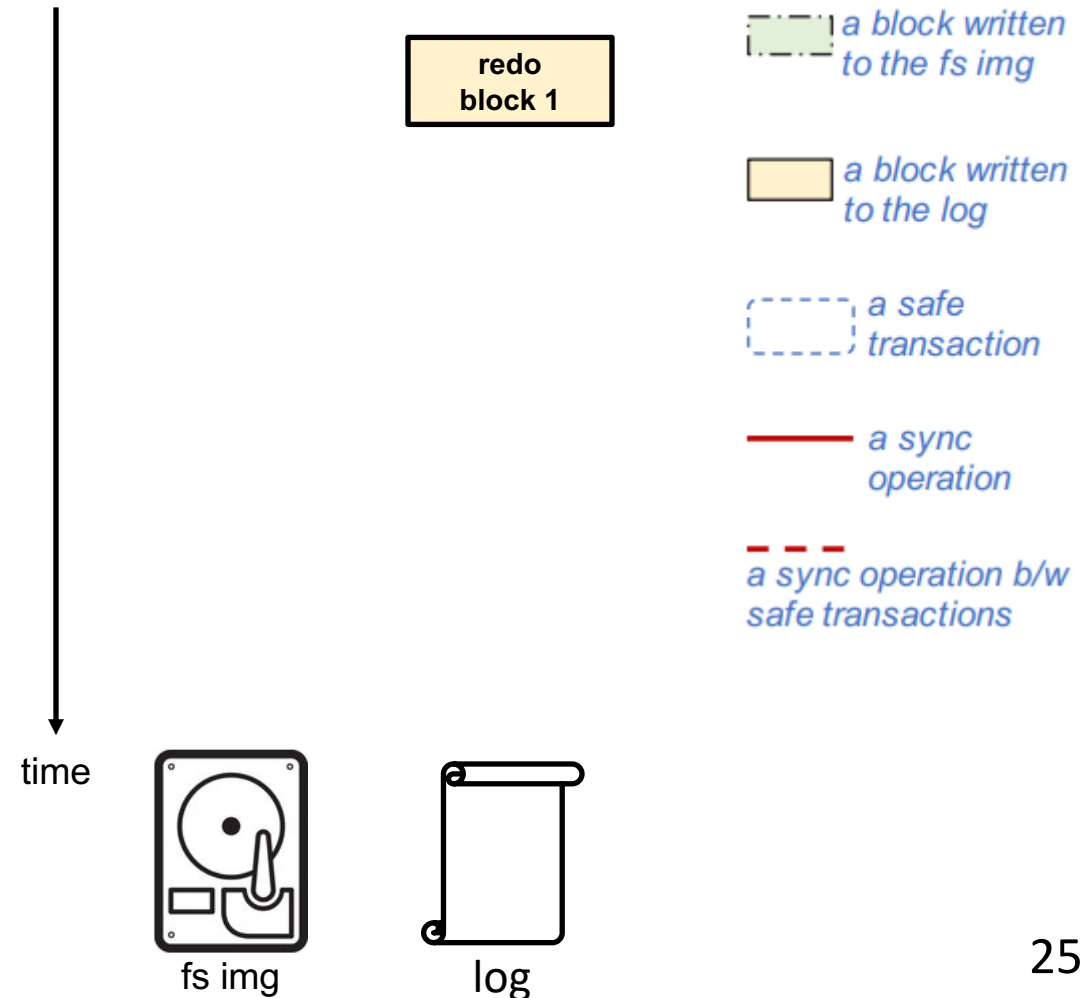 redo
block 1
a block written
to the fs img
a block written
to the log
a safe
transaction
a sync
operation
a sync operation b/w
safe transactions
time
fs img
log
25